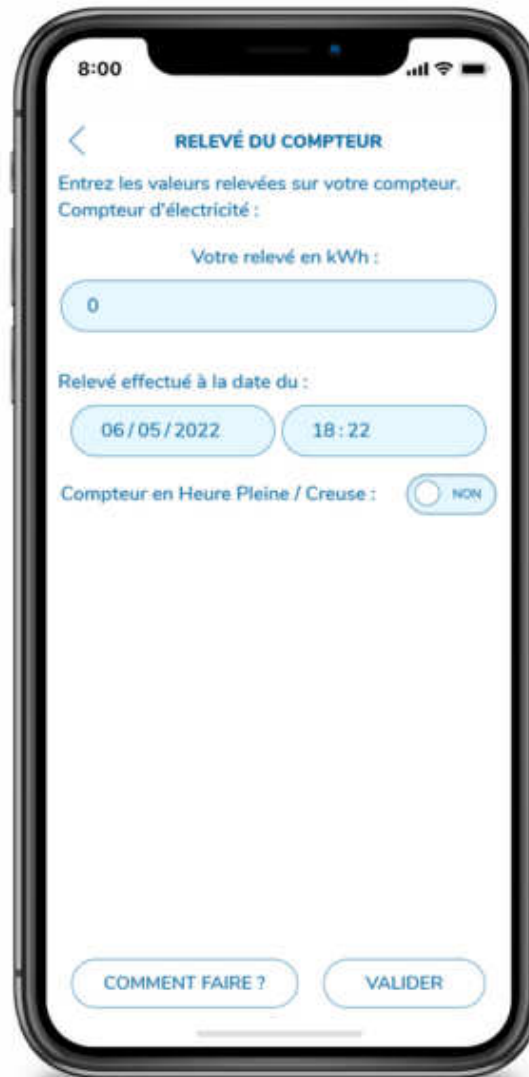 8:00
RELEVÉ DU COMPTEUR
Entrez les valeurs relevées sur votre compteur.
Compteur d'électricité :
Votre relevé en kWh :
0
Relevé effectué à la date du :
06/05/2022 18:22
Compteur en Heure Pleine / Creuse : NON
COMMENT FAIRE ? VALIDER